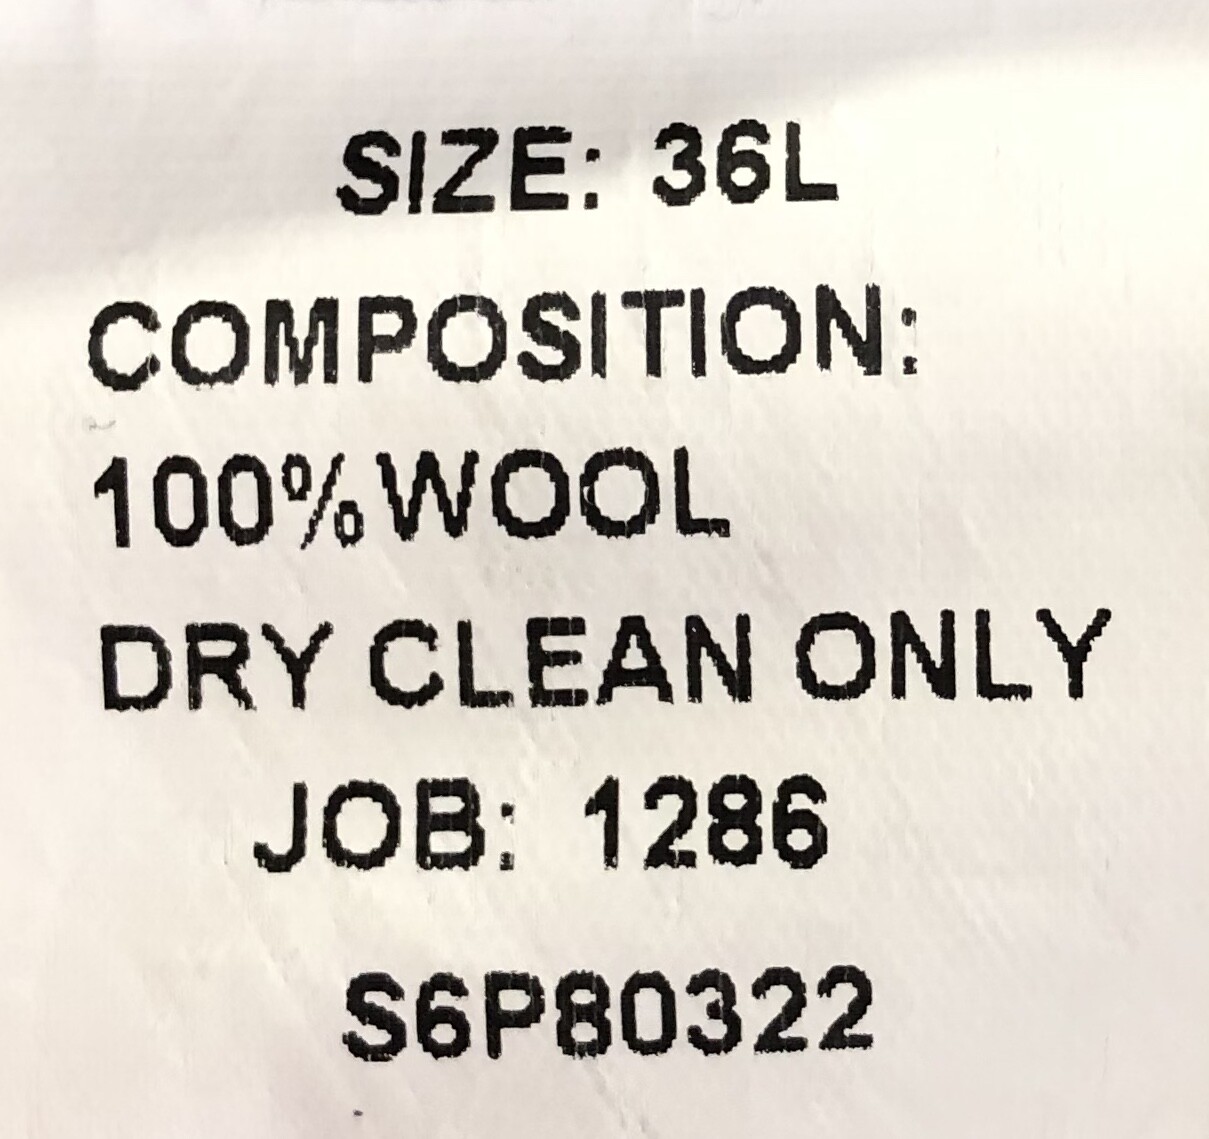 SIZE: 36L
COMPOSITION:
100%WOOL
DRY CLEAN ONLY
JOB: 1286
S6P80322